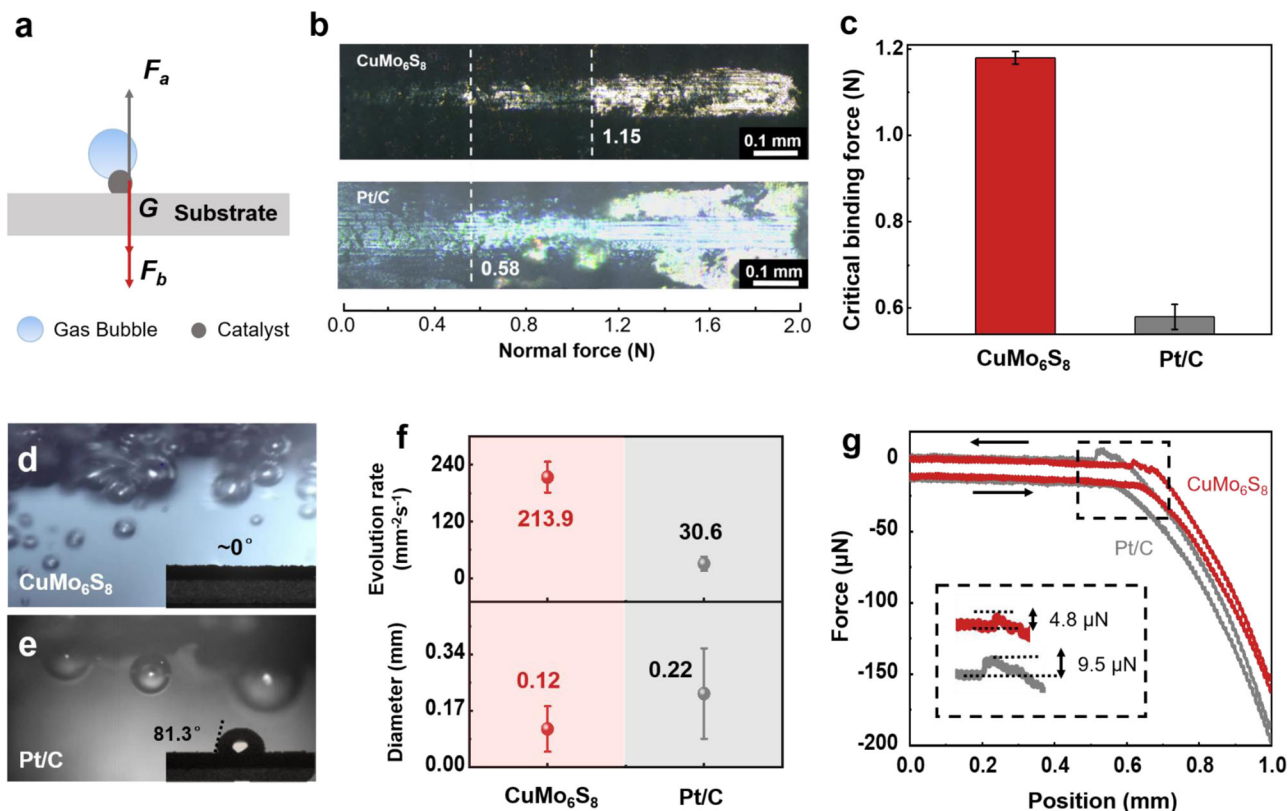 a
Fa
G
Substrate
Fb
Gas Bubble
Catalyst
b
CuMo₆S₈
1.15
0.1 mm
Pt/C
0.58
0.1 mm
0.0 0.4 0.8 1.2 1.6 2.0
Normal force (N)
c
Critical binding force (N)
1.2
1.0
0.8
0.6
CuMo₆S₈ Pt/C
d
~0°
CuMo₆S₈
e
81.3°
Pt/C
f
Evolution rate
(mm⁻²s⁻¹)
240
120
0
213.9
30.6
Diameter (mm)
0.34
0.17
0.00
0.12
0.22
CuMo₆S₈ Pt/C
g
Force (µN)
0
-50
-100
-150
-200
CuMo₆S₈
Pt/C
4.8 µN
9.5 µN
0.0 0.2 0.4 0.6 0.8 1.0
Position (mm)